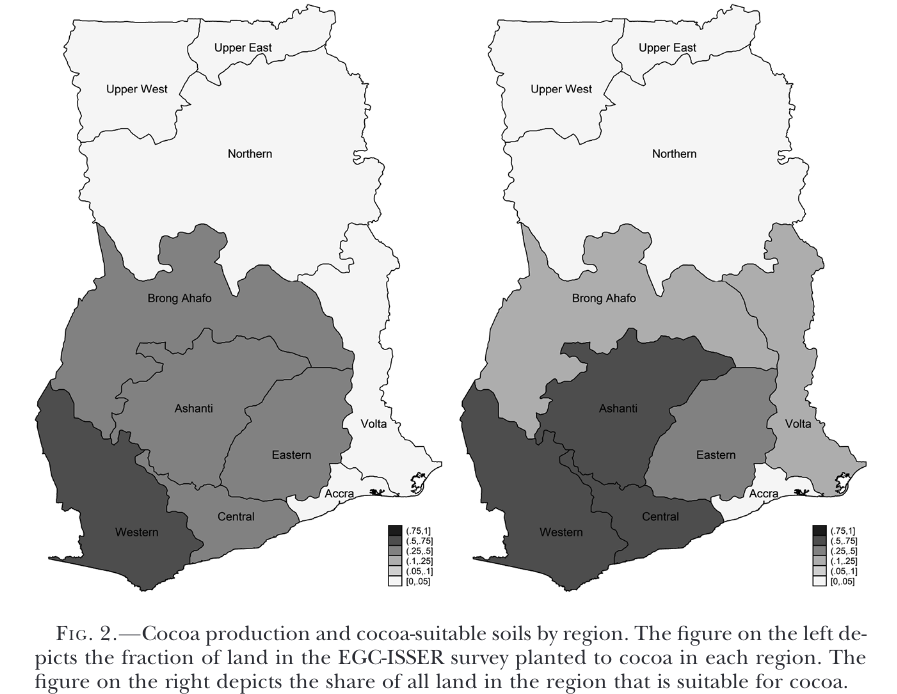 Upper East
Upper West
Northern
Brong Ahafo
Ashanti
Volta
Eastern
Accra
Central
Western
(.75,1]
(.5,.75]
(.25,.5]
(.1,.25]
(.05,.1]
[0,.05]
Upper East
Upper West
Northern
Brong Ahafo
Ashanti
Volta
Eastern
Accra
Central
Western
(.75,1]
(.5,.75]
(.25,.5]
(.1,.25]
(.05,.1]
[0,.05]
FIG. 2.—Cocoa production and cocoa-suitable soils by region. The figure on the left de-
picts the fraction of land in the EGC-ISSER survey planted to cocoa in each region. The
figure on the right depicts the share of all land in the region that is suitable for cocoa.